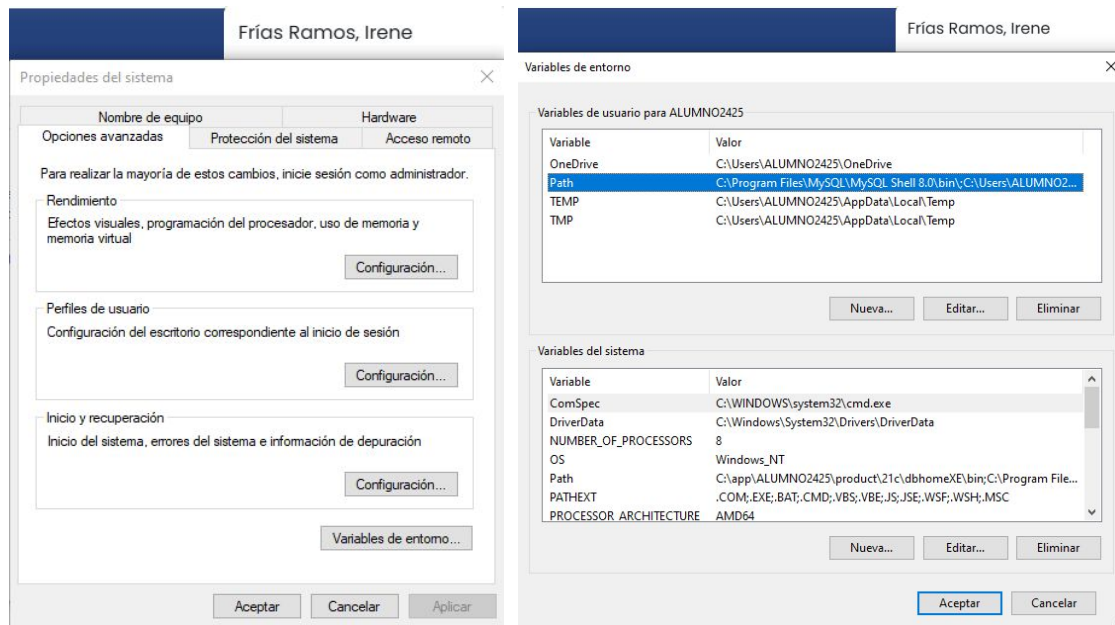 Frías Ramos, Irene
Propiedades del sistema
Nombre de equipo Hardware
Opciones avanzadas Protección del sistema Acceso remoto
Para realizar la mayoría de estos cambios, inicie sesión como administrador.
Rendimiento
Efectos visuales, programación del procesador, uso de memoria y
memoria virtual
Configuración...
Perfiles de usuario
Configuración del escritorio correspondiente al inicio de sesión
Configuración...
Inicio y recuperación
Inicio del sistema, errores del sistema e información de depuración
Configuración...
Variables de entorno...
Aceptar Cancelar Aplicar
Frías Ramos, Irene
Variables de entorno
Variables de usuario para ALUMNO2425
Variable Valor
OneDrive C:\Users\ALUMNO2425\OneDrive
Path C:\Program Files\MySQL\MySQL Shell 8.0\bin\;C:\Users\ALUMNO2...
TEMP C:\Users\ALUMNO2425\AppData\Local\Temp
TMP C:\Users\ALUMNO2425\AppData\Local\Temp
Nueva... Editar... Eliminar
Variables del sistema
Variable Valor
ComSpec C:\WINDOWS\system32\cmd.exe
DriverData C:\Windows\System32\Drivers\DriverData
NUMBER_OF_PROCESSORS 8
OS Windows_NT
Path C:\app\ALUMNO2425\product\21c\dbhomeXE\bin;C:\Program File...
PATHEXT .COM;.EXE;.BAT;.CMD;.VBS;.VBE;.JS;.JSE;.WSF;.WSH;.MSC
PROCESSOR_ARCHITECTURE AMD64
Nueva... Editar... Eliminar
Aceptar Cancelar